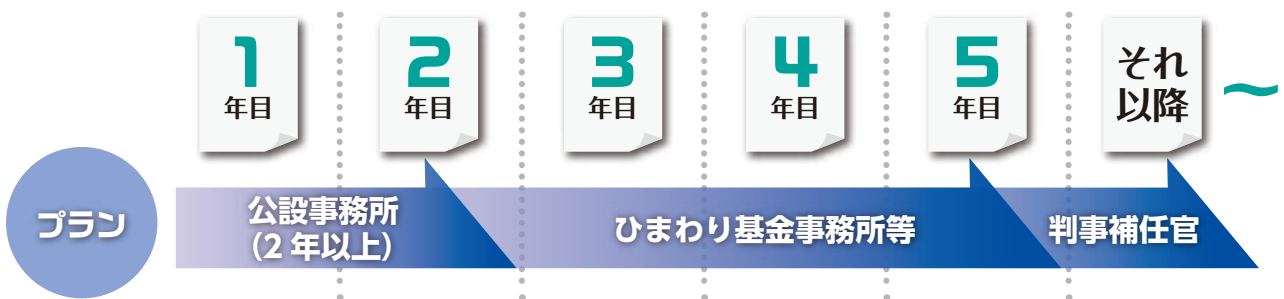 1
年目
2
年目
3
年目
4
年目
5
年目
それ
以降
〜
プラン
公設事務所
(2 年以上)
ひまわり基金事務所等
判事補任官